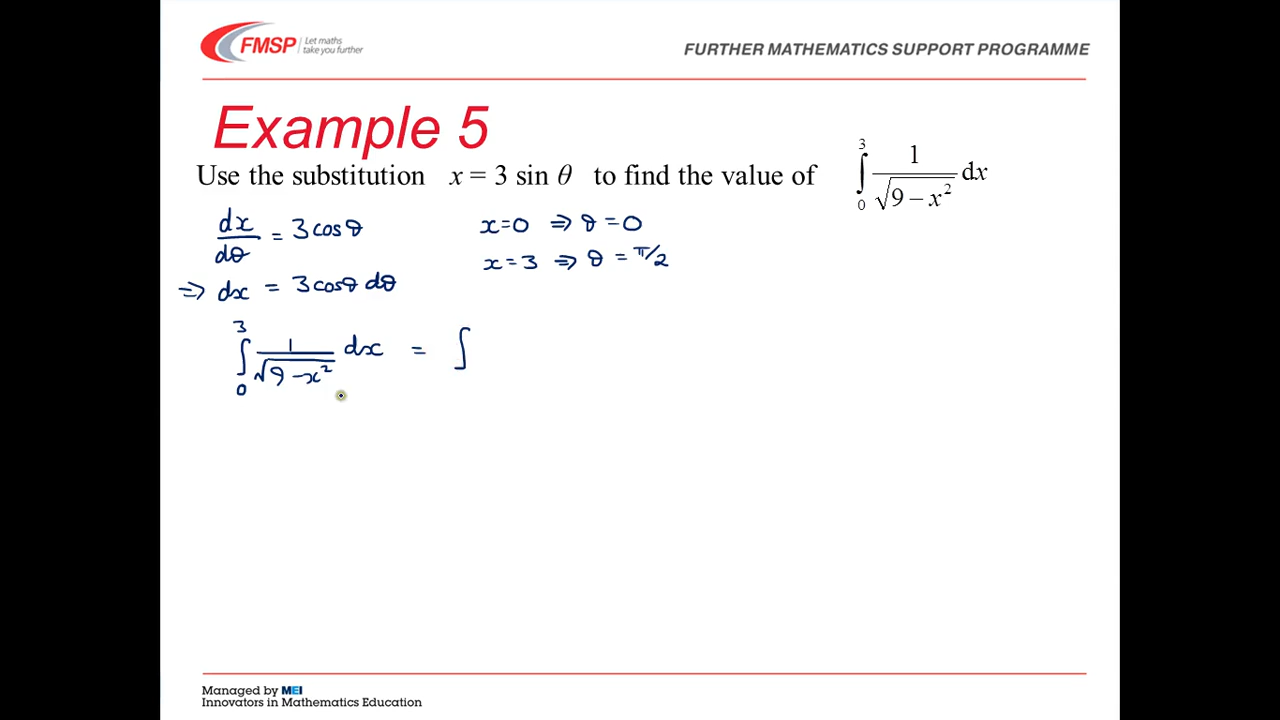 FMSP Let maths take you further
FURTHER MATHEMATICS SUPPORT PROGRAMME
Example 5
Use the substitution x = 3 sin θ to find the value of ∫₀³ 1/√(9 − x²) dx
dx/dθ = 3cosθ
x=0 ⇒ θ=0
x=3 ⇒ θ=π/2
⇒ dx = 3cosθ dθ
∫₀³ 1/√(9−x²) dx = ∫
Managed by MEI
Innovators in Mathematics Education